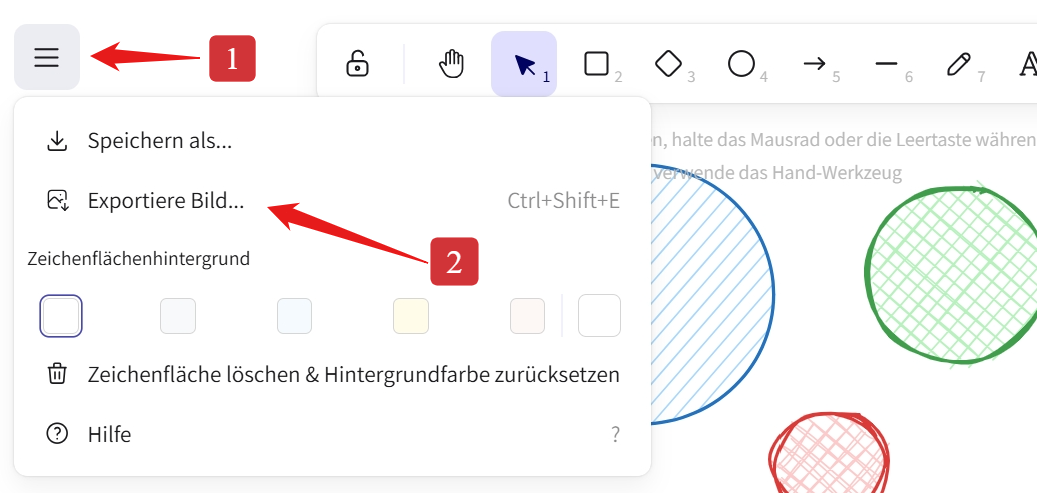 1
1
2
3
4
5
6
7
A
n, halte das Mausrad oder die Leertaste währen
verwende das Hand-Werkzeug
Speichern als...
Exportiere Bild... Ctrl+Shift+E
2
Zeichenflächenhintergrund
Zeichenfläche löschen & Hintergrundfarbe zurücksetzen
Hilfe ?